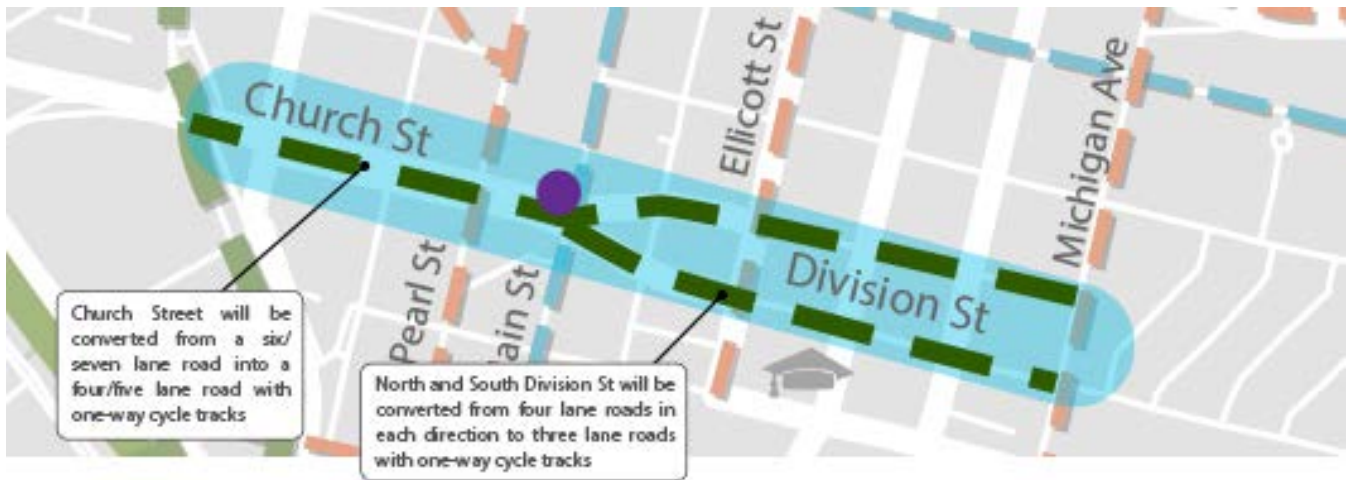 Church St
Ellicott St
Michigan Ave
Pearl St
ain St
Division St
Church Street will be
converted from a six/
seven lane road into a
four/five lane road with
one-way cycle tracks
North and South Division St will be
converted from four lane roads in
each direction to three lane roads
with one-way cycle tracks